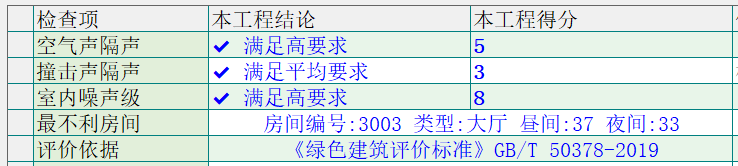 检查项 本工程结论 本工程得分
空气声隔声 ✔ 满足高要求 5
撞击声隔声 ✔ 满足平均要求 3
室内噪声级 ✔ 满足高要求 8
最不利房间 房间编号:3003 类型:大厅 昼间:37 夜间:33
评价依据 《绿色建筑评价标准》GB/T 50378-2019